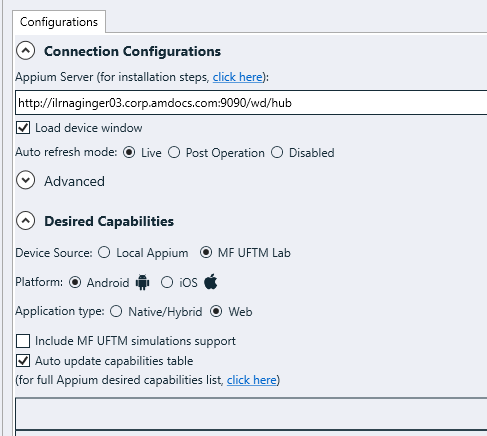 Configurations
Connection Configurations
Appium Server (for installation steps, click here):
http://ilrnaginger03.corp.amdocs.com:9090/wd/hub
Load device window
Auto refresh mode: Live Post Operation Disabled
Advanced
Desired Capabilities
Device Source: Local Appium MF UFTM Lab
Platform: Android iOS
Application type: Native/Hybrid Web
Include MF UFTM simulations support
Auto update capabilities table
(for full Appium desired capabilities list, click here)